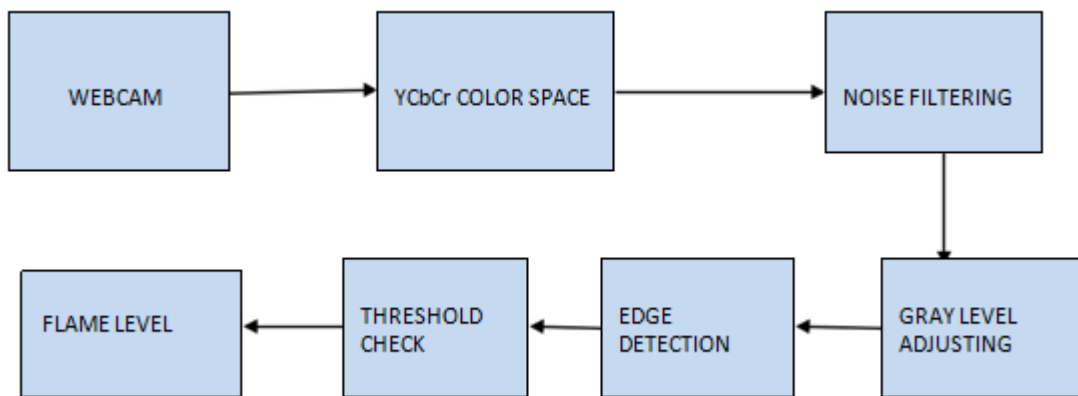 WEBCAM
YCbCr COLOR SPACE
NOISE FILTERING
GRAY LEVEL
ADJUSTING
EDGE
DETECTION
THRESHOLD
CHECK
FLAME LEVEL